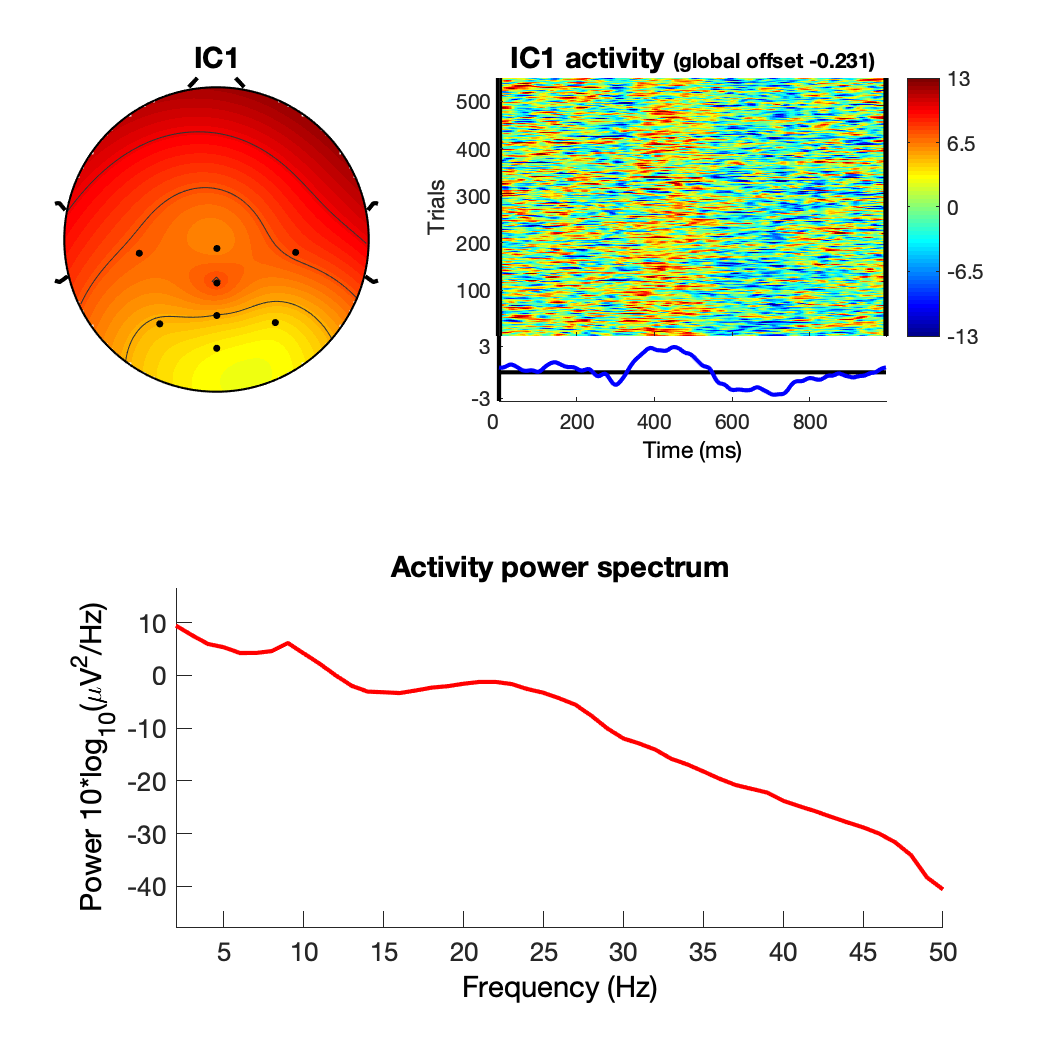 IC1
IC1 activity (global offset -0.231)
Trials
500
400
300
200
100
13
6.5
0
-6.5
-13
3
-3
0 200 400 600 800
Time (ms)
Activity power spectrum
Power 10*log₁₀(μV²/Hz)
10
0
-10
-20
-30
-40
5 10 15 20 25 30 35 40 45 50
Frequency (Hz)